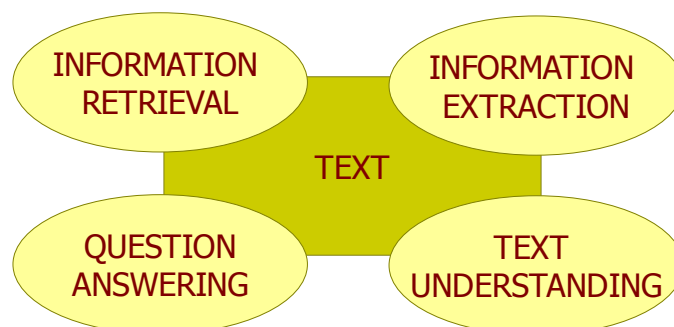 INFORMATION
RETRIEVAL
INFORMATION
EXTRACTION
TEXT
QUESTION
ANSWERING
TEXT
UNDERSTANDING